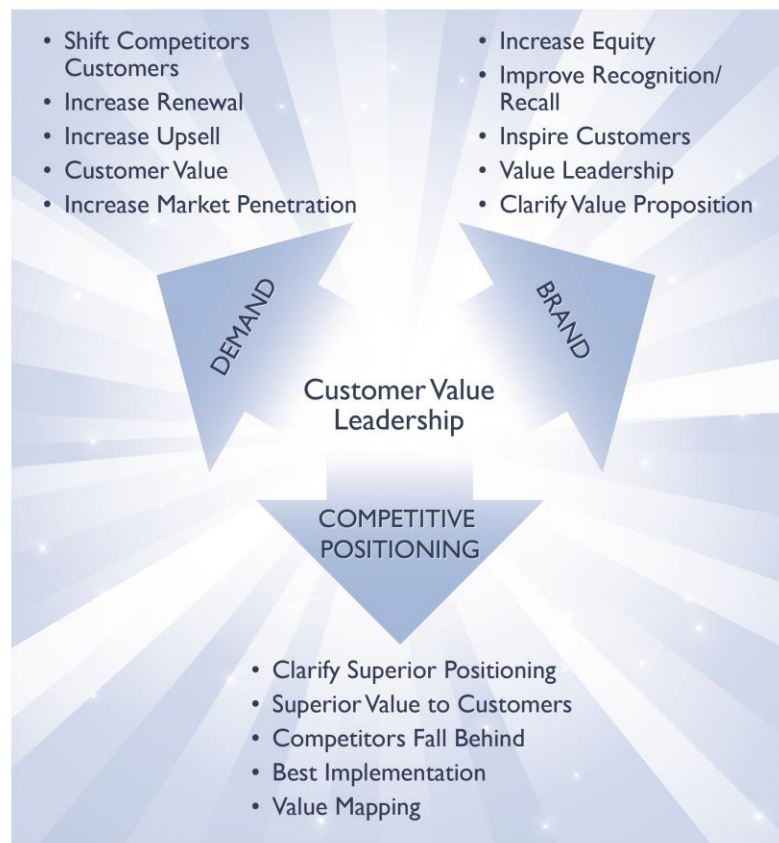 • Shift Competitors
Customers
• Increase Renewal
• Increase Upsell
• Customer Value
• Increase Market Penetration
• Increase Equity
• Improve Recognition/
Recall
• Inspire Customers
• Value Leadership
• Clarify Value Proposition
DEMAND
BRAND
Customer Value
Leadership
COMPETITIVE
POSITIONING
• Clarify Superior Positioning
• Superior Value to Customers
• Competitors Fall Behind
• Best Implementation
• Value Mapping